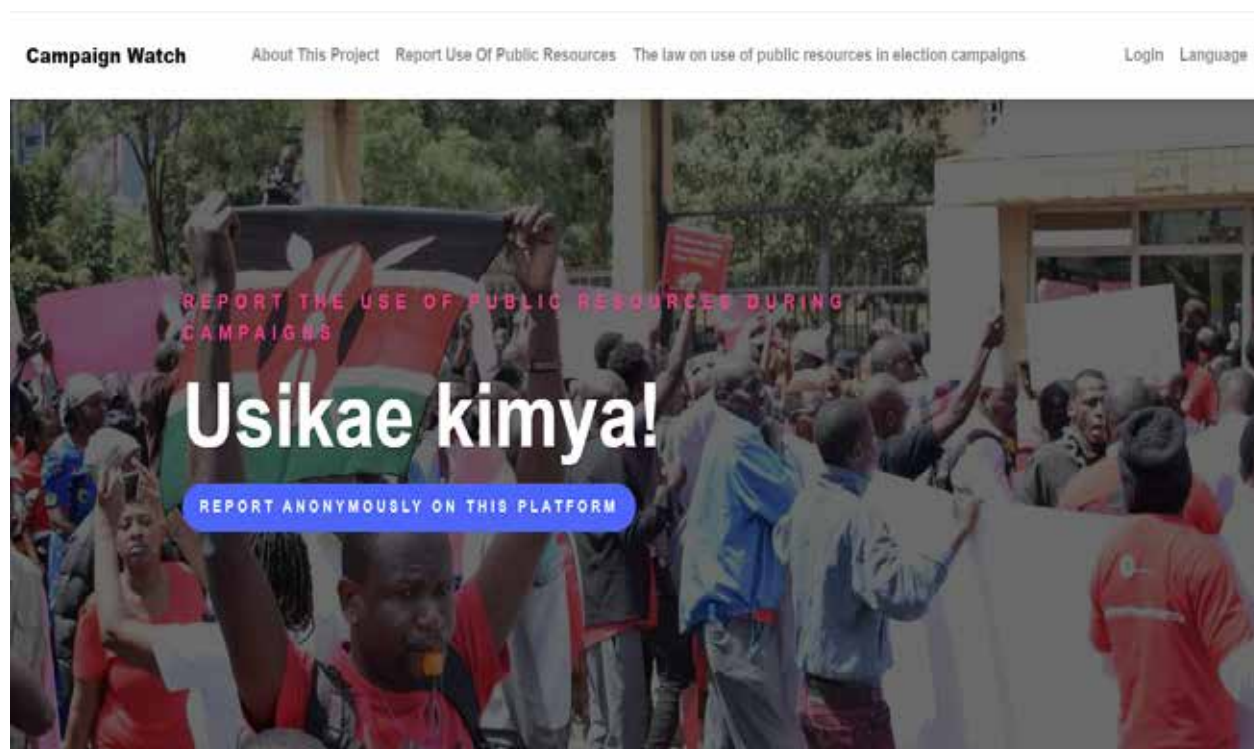 Campaign Watch About This Project Report Use Of Public Resources The law on use of public resources in election campaigns Login Language
REPORT THE USE OF PUBLIC RESOURCES DURING
CAMPAIGNS
Usikae kimya!
REPORT ANONYMOUSLY ON THIS PLATFORM